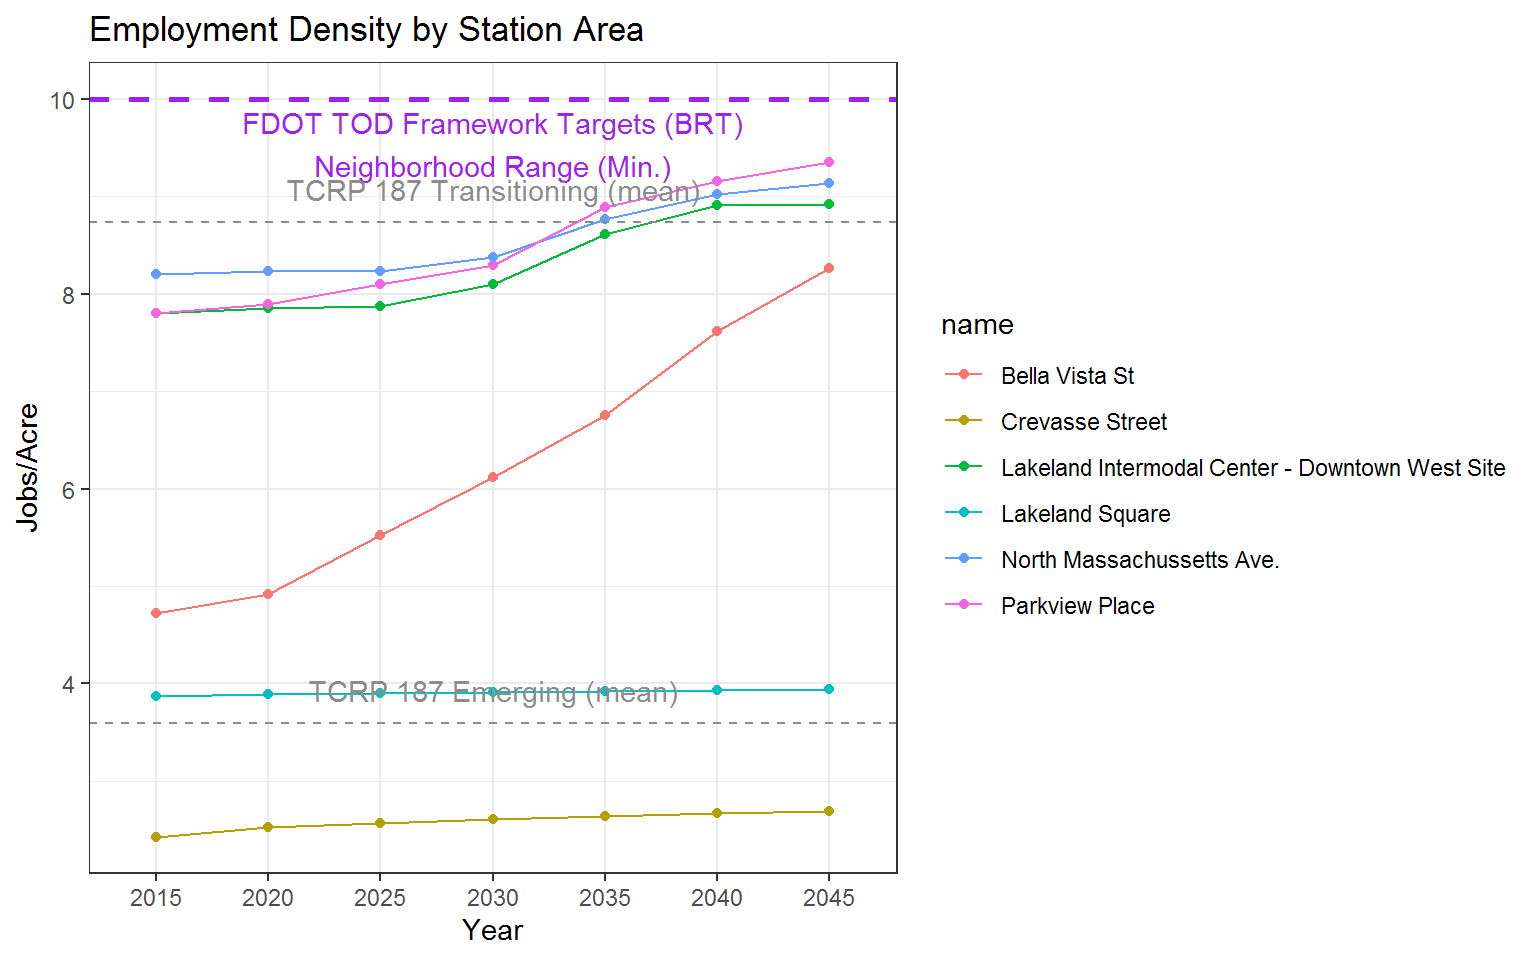 Employment Density by Station Area
10
FDOT TOD Framework Targets (BRT)
Neighborhood Range (Min.)
TCRP 187 Transitioning (mean)
8
6
4
TCRP 187 Emerging (mean)
Jobs/Acre
2015 2020 2025 2030 2035 2040 2045
Year
name
Bella Vista St
Crevasse Street
Lakeland Intermodal Center - Downtown West Site
Lakeland Square
North Massachussetts Ave.
Parkview Place